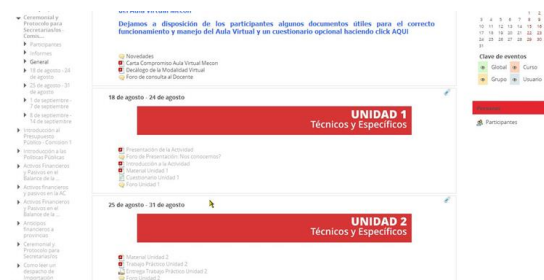 Ceremonial y
Protocolo para
Secretarias/os
Participantes
Informes
General
18 de agosto - 24
de agosto
25 de agosto - 31
de agosto
1 de septiembre -
7 de septiembre
8 de septiembre -
14 de septiembre
Introducción al
Presupuesto
Público - Comisión 1
Introducción a las
Políticas Públicas
Activos Financieros
y Pasivos en el
Balance de la ...
Activos financieros
y pasivos en la AC
Activos Financieros
y Pasivos en el
Balance de la ...
Anticipos
financieros a
provincias
Ceremonial y
Protocolo para
Secretarias/os
Como leer un
despacho de
importación
del Aula Virtual Mecon
Dejamos a disposición de los participantes algunos documentos útiles para el correcto
funcionamiento y manejo del Aula Virtual y un cuestionario opcional haciendo click AQUI
Novedades
Carta Compromiso Aula Virtual Mecon
Decálogo de la Modalidad Virtual
Foro de consulta al Docente
18 de agosto - 24 de agosto
UNIDAD 1
Técnicos y Específicos
Presentación de la Actividad
Foro de Presentación: Nos conocemos?
Introducción a la Actividad
Material Unidad 1
Cuestionario Unidad 1
Foro Unidad 1
25 de agosto - 31 de agosto
UNIDAD 2
Técnicos y Específicos
Material Unidad 2
Trabajo Práctico Unidad 2
Entrega Trabajo Práctico Unidad 2
Foro Unidad 2
1 2
3 4 5 6 7 8 9
10 11 12 13 14 15 16
17 18 19 20 21 22 23
24 25 26 27 28 29 30
31
Clave de eventos
Global Curso
Grupo Usuario
Participantes